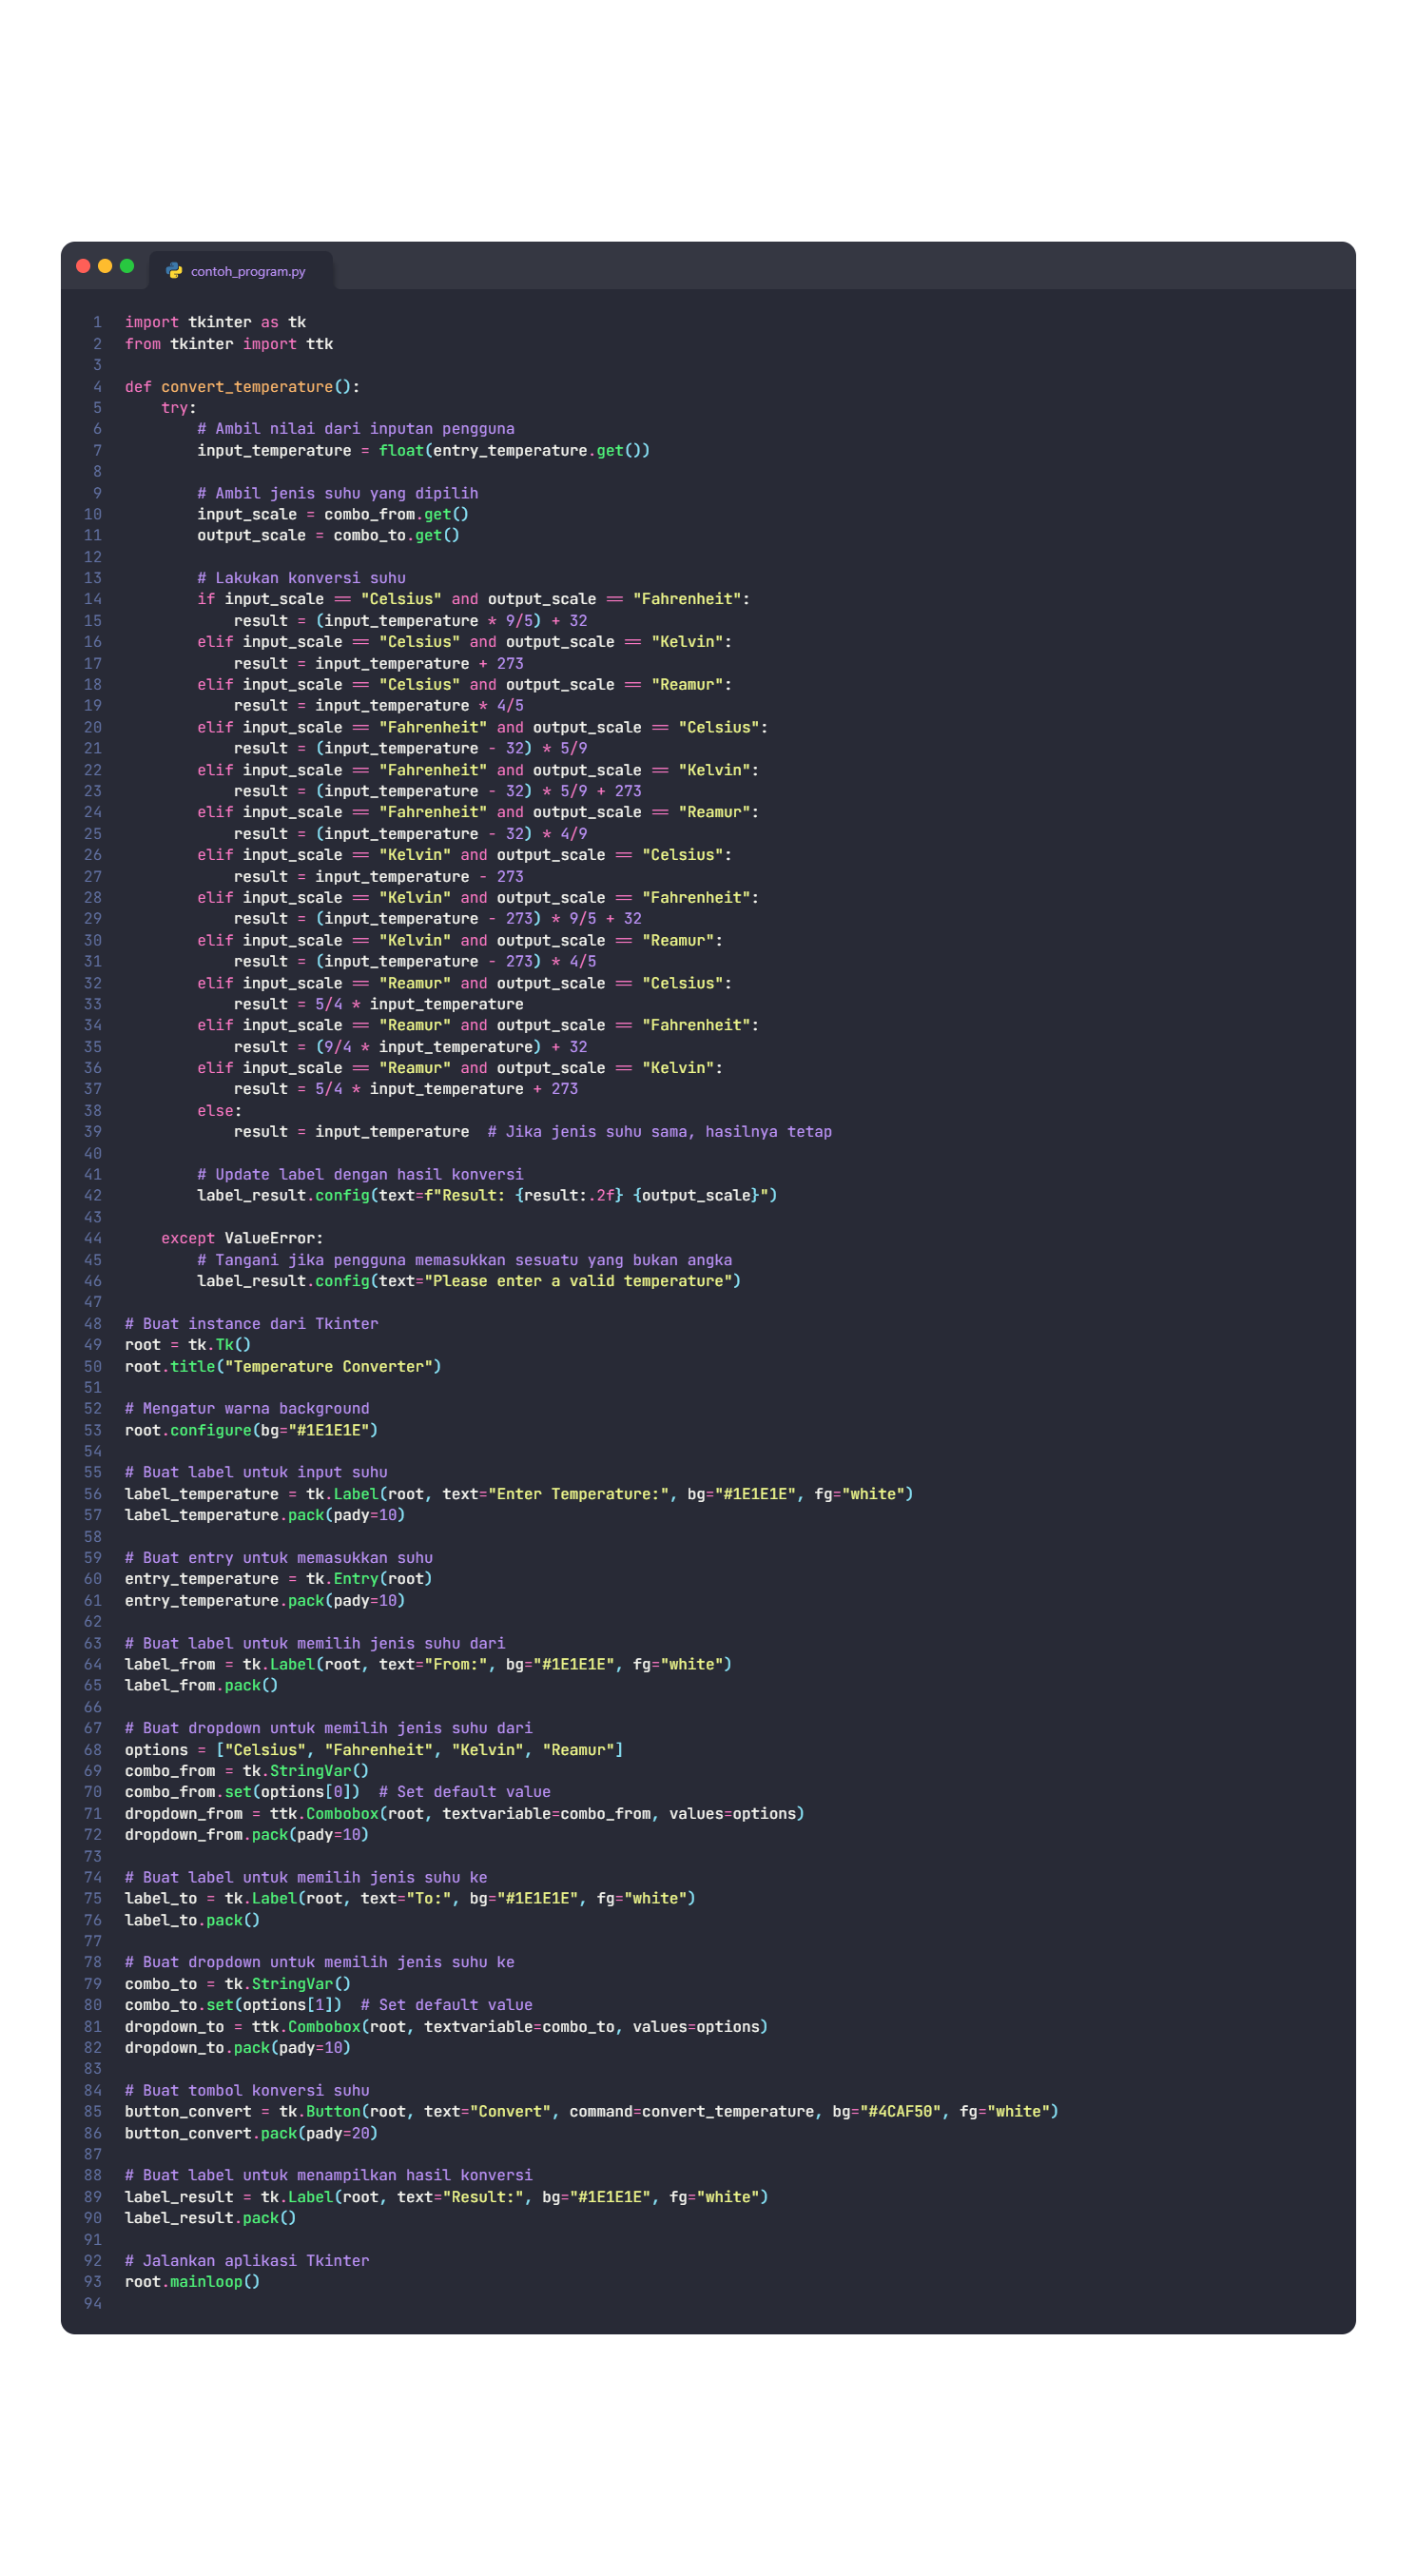 contoh_program.py
1 import tkinter as tk
2 from tkinter import ttk
3
4 def convert_temperature():
5     try:
6         # Ambil nilai dari inputan pengguna
7         input_temperature = float(entry_temperature.get())
8
9         # Ambil jenis suhu yang dipilih
10         input_scale = combo_from.get()
11         output_scale = combo_to.get()
12
13         # Lakukan konversi suhu
14         if input_scale == "Celsius" and output_scale == "Fahrenheit":
15             result = (input_temperature * 9/5) + 32
16         elif input_scale == "Celsius" and output_scale == "Kelvin":
17             result = input_temperature + 273
18         elif input_scale == "Celsius" and output_scale == "Reamur":
19             result = input_temperature * 4/5
20         elif input_scale == "Fahrenheit" and output_scale == "Celsius":
21             result = (input_temperature - 32) * 5/9
22         elif input_scale == "Fahrenheit" and output_scale == "Kelvin":
23             result = (input_temperature - 32) * 5/9 + 273
24         elif input_scale == "Fahrenheit" and output_scale == "Reamur":
25             result = (input_temperature - 32) * 4/9
26         elif input_scale == "Kelvin" and output_scale == "Celsius":
27             result = input_temperature - 273
28         elif input_scale == "Kelvin" and output_scale == "Fahrenheit":
29             result = (input_temperature - 273) * 9/5 + 32
30         elif input_scale == "Kelvin" and output_scale == "Reamur":
31             result = (input_temperature - 273) * 4/5
32         elif input_scale == "Reamur" and output_scale == "Celsius":
33             result = 5/4 * input_temperature
34         elif input_scale == "Reamur" and output_scale == "Fahrenheit":
35             result = (9/4 * input_temperature) + 32
36         elif input_scale == "Reamur" and output_scale == "Kelvin":
37             result = 5/4 * input_temperature + 273
38         else:
39             result = input_temperature  # Jika jenis suhu sama, hasilnya tetap
40
41         # Update label dengan hasil konversi
42         label_result.config(text=f"Result: {result:.2f} {output_scale}")
43
44     except ValueError:
45         # Tangani jika pengguna memasukkan sesuatu yang bukan angka
46         label_result.config(text="Please enter a valid temperature")
47
48 # Buat instance dari Tkinter
49 root = tk.Tk()
50 root.title("Temperature Converter")
51
52 # Mengatur warna background
53 root.configure(bg="#1E1E1E")
54
55 # Buat label untuk input suhu
56 label_temperature = tk.Label(root, text="Enter Temperature:", bg="#1E1E1E", fg="white")
57 label_temperature.pack(pady=10)
58
59 # Buat entry untuk memasukkan suhu
60 entry_temperature = tk.Entry(root)
61 entry_temperature.pack(pady=10)
62
63 # Buat label untuk memilih jenis suhu dari
64 label_from = tk.Label(root, text="From:", bg="#1E1E1E", fg="white")
65 label_from.pack()
66
67 # Buat dropdown untuk memilih jenis suhu dari
68 options = ["Celsius", "Fahrenheit", "Kelvin", "Reamur"]
69 combo_from = tk.StringVar()
70 combo_from.set(options[0])  # Set default value
71 dropdown_from = ttk.Combobox(root, textvariable=combo_from, values=options)
72 dropdown_from.pack(pady=10)
73
74 # Buat label untuk memilih jenis suhu ke
75 label_to = tk.Label(root, text="To:", bg="#1E1E1E", fg="white")
76 label_to.pack()
77
78 # Buat dropdown untuk memilih jenis suhu ke
79 combo_to = tk.StringVar()
80 combo_to.set(options[1])  # Set default value
81 dropdown_to = ttk.Combobox(root, textvariable=combo_to, values=options)
82 dropdown_to.pack(pady=10)
83
84 # Buat tombol konversi suhu
85 button_convert = tk.Button(root, text="Convert", command=convert_temperature, bg="#4CAF50", fg="white")
86 button_convert.pack(pady=20)
87
88 # Buat label untuk menampilkan hasil konversi
89 label_result = tk.Label(root, text="Result:", bg="#1E1E1E", fg="white")
90 label_result.pack()
91
92 # Jalankan aplikasi Tkinter
93 root.mainloop()
94